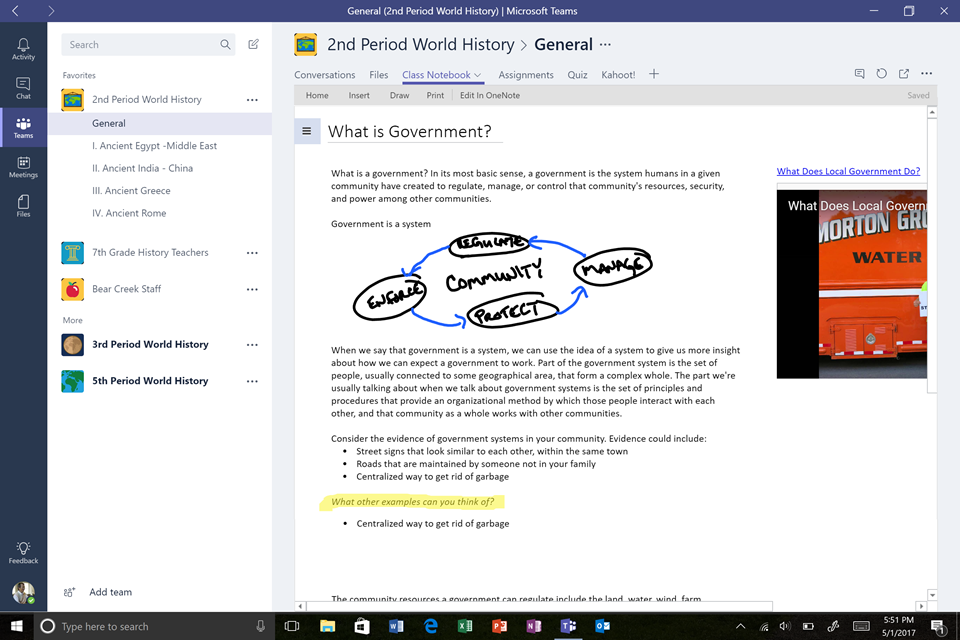 General (2nd Period World History) | Microsoft Teams
Activity
Chat
Teams
Meetings
Files
Feedback
Search
Favorites
2nd Period World History
General
I. Ancient Egypt -Middle East
II. Ancient India - China
III. Ancient Greece
IV. Ancient Rome
7th Grade History Teachers
Bear Creek Staff
More
3rd Period World History
5th Period World History
Add team
2nd Period World History > General ···
Conversations Files Class Notebook Assignments Quiz Kahoot!
Home Insert Draw Print Edit In OneNote Saved
What is Government?
What is a government? In its most basic sense, a government is the system humans in a given
community have created to regulate, manage, or control that community's resources, security,
and power among other communities.
Government is a system
REGULATE
COMMUNITY
MANAGE
ENFORCE
PROTECT
When we say that government is a system, we can use the idea of a system to give us more insight
about how we can expect a government to work. Part of the government system is the set of
people, usually connected to some geographical area, that form a complex whole. The part we're
usually talking about when we talk about government systems is the set of principles and
procedures that provide an organizational method by which those people interact with each
other, and that community as a whole works with other communities.
Consider the evidence of government systems in your community. Evidence could include:
• Street signs that look similar to each other, within the same town
• Roads that are maintained by someone not in your family
• Centralized way to get rid of garbage
What other examples can you think of?
• Centralized way to get rid of garbage
The community resources a government can regulate include the land, water, wind, farm
What Does Local Government Do?
What Does Local Govern
MORTON GR
WATER
ST
Type here to search
5:51 PM
5/1/2017
1